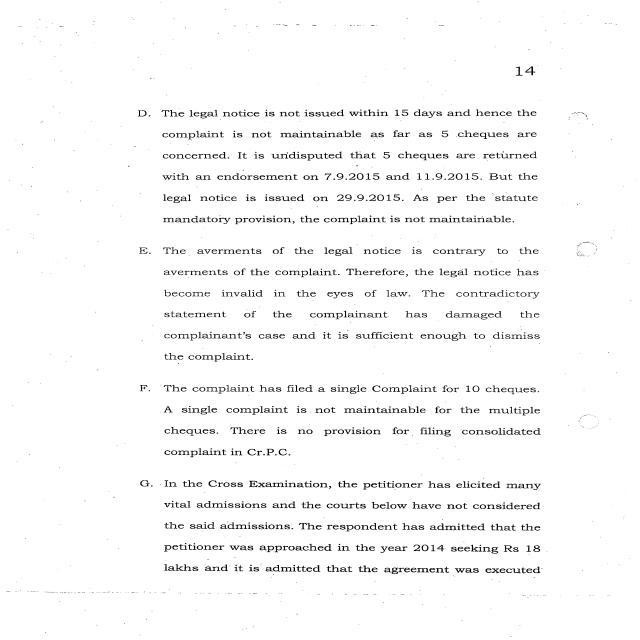 14
D. The legal notice is not issued within 15 days and hence the
complaint is not maintainable as far as 5 cheques are
concerned. It is undisputed that 5 cheques are returned
with an endorsement on 7.9.2015 and 11.9.2015. But the
legal notice is issued on 29.9.2015. As per the statute
mandatory provision, the complaint is not maintainable.
E. The averments of the legal notice is contrary to the
averments of the complaint. Therefore, the legal notice has
become invalid in the eyes of law. The contradictory
statement of the complainant has damaged the
complainant's case and it is sufficient enough to dismiss
the complaint.
F. The complaint has filed a single Complaint for 10 cheques.
A single complaint is not maintainable for the multiple
cheques. There is no provision for filing consolidated
complaint in Cr.P.C.
G. In the Cross Examination, the petitioner has elicited many
vital admissions and the courts below have not considered
the said admissions. The respondent has admitted that the
petitioner was approached in the year 2014 seeking Rs 18
lakhs and it is admitted that the agreement was executed